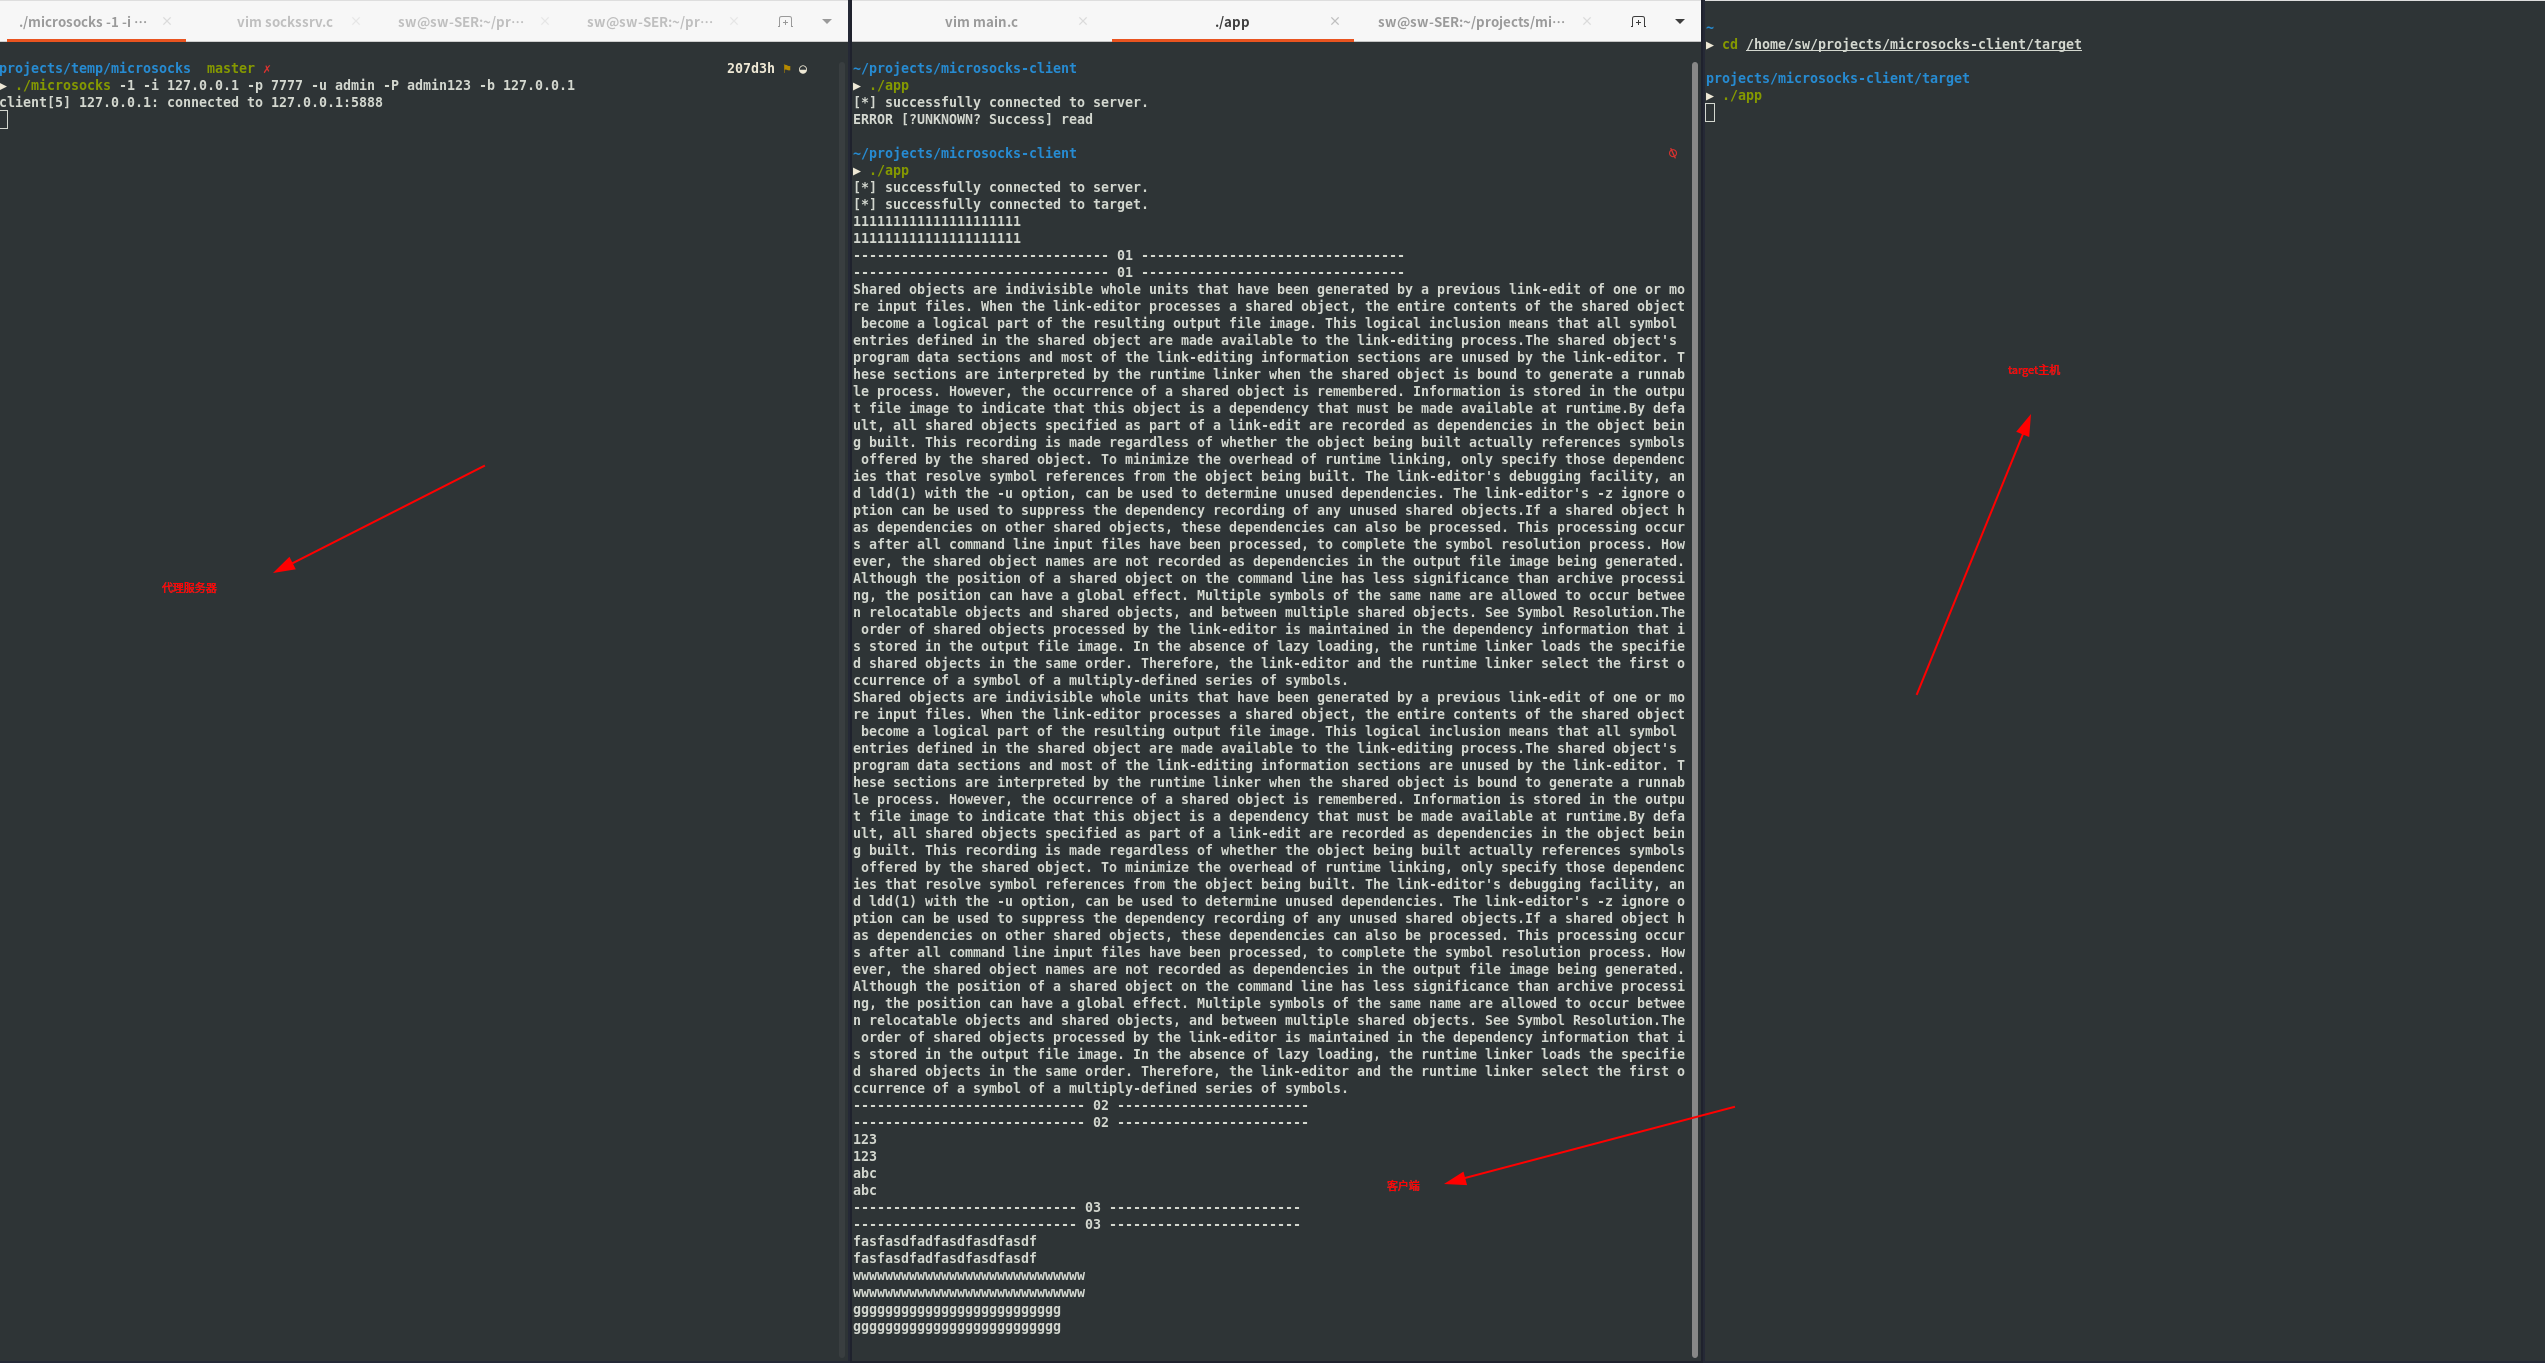 ./microsocks -1 -i ···
vim sockssrv.c
sw@sw-SER:~/pr···
sw@sw-SER:~/pr···
projects/temp/microsocks master ✗
207d3h
▶ ./microsocks -1 -i 127.0.0.1 -p 7777 -u admin -P admin123 -b 127.0.0.1
client[5] 127.0.0.1: connected to 127.0.0.1:5888
代理服务器
vim main.c
./app
sw@sw-SER:~/projects/mi···
~/projects/microsocks-client
▶ ./app
[*] successfully connected to server.
ERROR [?UNKNOWN? Success] read
~/projects/microsocks-client
▶ ./app
[*] successfully connected to server.
[*] successfully connected to target.
111111111111111111111
111111111111111111111
-------------------------------- 01 ---------------------------------
-------------------------------- 01 ---------------------------------
Shared objects are indivisible whole units that have been generated by a previous link-edit of one or mo
re input files. When the link-editor processes a shared object, the entire contents of the shared object
 become a logical part of the resulting output file image. This logical inclusion means that all symbol
entries defined in the shared object are made available to the link-editing process.The shared object's
program data sections and most of the link-editing information sections are unused by the link-editor. T
hese sections are interpreted by the runtime linker when the shared object is bound to generate a runnab
le process. However, the occurrence of a shared object is remembered. Information is stored in the outpu
t file image to indicate that this object is a dependency that must be made available at runtime.By defa
ult, all shared objects specified as part of a link-edit are recorded as dependencies in the object bein
g built. This recording is made regardless of whether the object being built actually references symbols
 offered by the shared object. To minimize the overhead of runtime linking, only specify those dependenc
ies that resolve symbol references from the object being built. The link-editor's debugging facility, an
d ldd(1) with the -u option, can be used to determine unused dependencies. The link-editor's -z ignore o
ption can be used to suppress the dependency recording of any unused shared objects.If a shared object h
as dependencies on other shared objects, these dependencies can also be processed. This processing occur
s after all command line input files have been processed, to complete the symbol resolution process. How
ever, the shared object names are not recorded as dependencies in the output file image being generated.
Although the position of a shared object on the command line has less significance than archive processi
ng, the position can have a global effect. Multiple symbols of the same name are allowed to occur betwee
n relocatable objects and shared objects, and between multiple shared objects. See Symbol Resolution.The
 order of shared objects processed by the link-editor is maintained in the dependency information that i
s stored in the output file image. In the absence of lazy loading, the runtime linker loads the specifie
d shared objects in the same order. Therefore, the link-editor and the runtime linker select the first o
ccurrence of a symbol of a multiply-defined series of symbols.
Shared objects are indivisible whole units that have been generated by a previous link-edit of one or mo
re input files. When the link-editor processes a shared object, the entire contents of the shared object
 become a logical part of the resulting output file image. This logical inclusion means that all symbol
entries defined in the shared object are made available to the link-editing process.The shared object's
program data sections and most of the link-editing information sections are unused by the link-editor. T
hese sections are interpreted by the runtime linker when the shared object is bound to generate a runnab
le process. However, the occurrence of a shared object is remembered. Information is stored in the outpu
t file image to indicate that this object is a dependency that must be made available at runtime.By defa
ult, all shared objects specified as part of a link-edit are recorded as dependencies in the object bein
g built. This recording is made regardless of whether the object being built actually references symbols
 offered by the shared object. To minimize the overhead of runtime linking, only specify those dependenc
ies that resolve symbol references from the object being built. The link-editor's debugging facility, an
d ldd(1) with the -u option, can be used to determine unused dependencies. The link-editor's -z ignore o
ption can be used to suppress the dependency recording of any unused shared objects.If a shared object h
as dependencies on other shared objects, these dependencies can also be processed. This processing occur
s after all command line input files have been processed, to complete the symbol resolution process. How
ever, the shared object names are not recorded as dependencies in the output file image being generated.
Although the position of a shared object on the command line has less significance than archive processi
ng, the position can have a global effect. Multiple symbols of the same name are allowed to occur betwee
n relocatable objects and shared objects, and between multiple shared objects. See Symbol Resolution.The
 order of shared objects processed by the link-editor is maintained in the dependency information that i
s stored in the output file image. In the absence of lazy loading, the runtime linker loads the specifie
d shared objects in the same order. Therefore, the link-editor and the runtime linker select the first o
ccurrence of a symbol of a multiply-defined series of symbols.
----------------------------- 02 ------------------------
----------------------------- 02 ------------------------
123
123
abc
abc
客户端
---------------------------- 03 ------------------------
---------------------------- 03 ------------------------
fasfasdfadfasdfasdfasdf
fasfasdfadfasdfasdfasdf
wwwwwwwwwwwwwwwwwwwwwwwwwwwww
wwwwwwwwwwwwwwwwwwwwwwwwwwwww
gggggggggggggggggggggggggg
gggggggggggggggggggggggggg
~
▶ cd /home/sw/projects/microsocks-client/target
projects/microsocks-client/target
▶ ./app
target主机